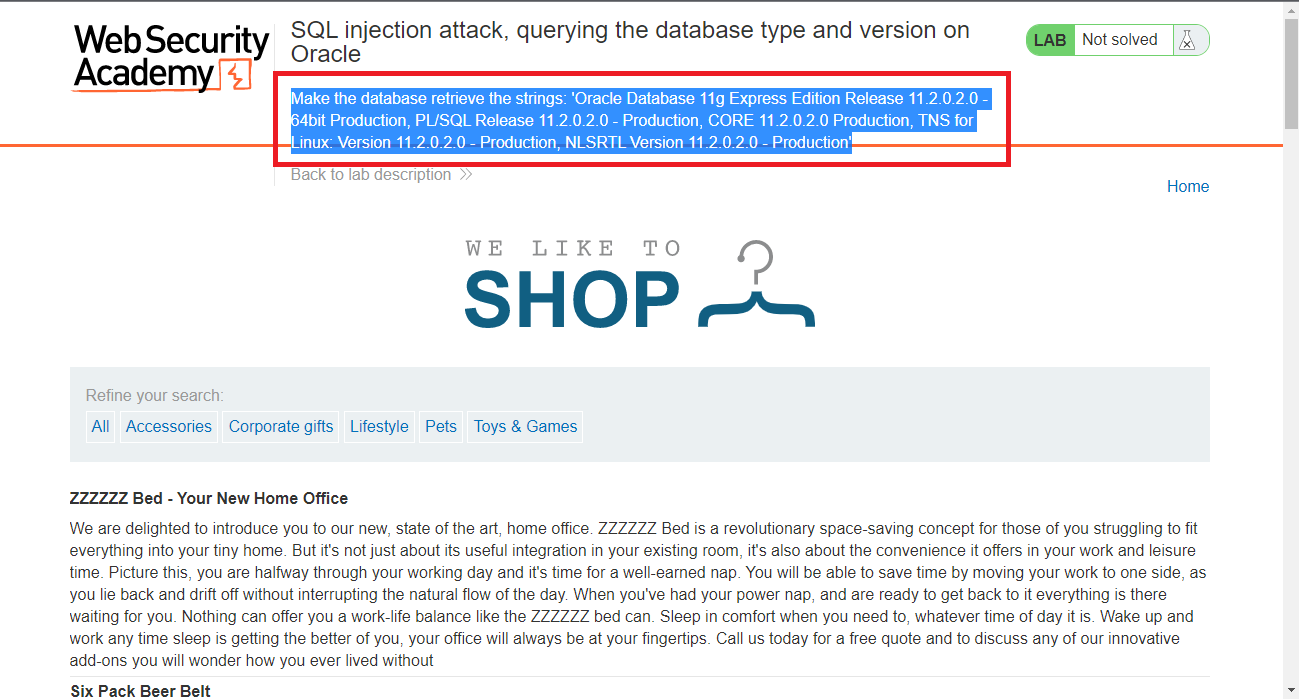 Web Security
Academy
SQL injection attack, querying the database type and version on
Oracle
LAB
Not solved
Make the database retrieve the strings: 'Oracle Database 11g Express Edition Release 11.2.0.2.0 -
64bit Production, PL/SQL Release 11.2.0.2.0 - Production, CORE 11.2.0.2.0 Production, TNS for
Linux: Version 11.2.0.2.0 - Production, NLSRTL Version 11.2.0.2.0 - Production'
Back to lab description
Home
WE LIKE TO
SHOP
Refine your search:
All
Accessories
Corporate gifts
Lifestyle
Pets
Toys & Games
ZZZZZZ Bed - Your New Home Office
We are delighted to introduce you to our new, state of the art, home office. ZZZZZZ Bed is a revolutionary space-saving concept for those of you struggling to fit
everything into your tiny home. But it's not just about its useful integration in your existing room, it's also about the convenience it offers in your work and leisure
time. Picture this, you are halfway through your working day and it's time for a well-earned nap. You will be able to save time by moving your work to one side, as
you lie back and drift off without interrupting the natural flow of the day. When you've had your power nap, and are ready to get back to it everything is there
waiting for you. Nothing can offer you a work-life balance like the ZZZZZZ bed can. Sleep in comfort when you need to, whatever time of day it is. Wake up and
work any time sleep is getting the better of you, your office will always be at your fingertips. Call us today for a free quote and to discuss any of our innovative
add-ons you will wonder how you ever lived without
Six Pack Beer Belt